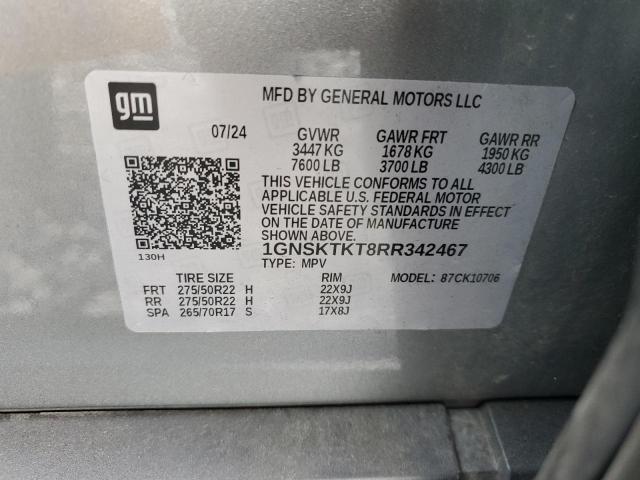 gm
MFD BY GENERAL MOTORS LLC
07/24 GVWR GAWR FRT GAWR RR
3447 KG 1678 KG 1950 KG
7600 LB 3700 LB 4300 LB
THIS VEHICLE CONFORMS TO ALL
APPLICABLE U.S. FEDERAL MOTOR
VEHICLE SAFETY STANDARDS IN EFFECT
ON THE DATE OF MANUFACTURE
SHOWN ABOVE.
130H
1GNSKTKT8RR342467
TYPE: MPV MODEL: 87CK10706
TIRE SIZE RIM
FRT 275/50R22 H 22X9J
RR 275/50R22 H 22X9J
SPA 265/70R17 S 17X8J